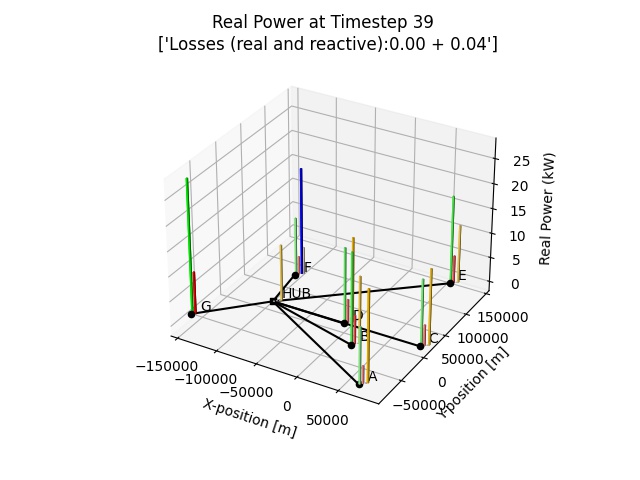 Real Power at Timestep 39
['Losses (real and reactive):0.00 + 0.04']
25
20
15
10
5
0
Real Power (kW)
F
E
HUB
G
D
B
C
A
150000
100000
50000
0
−50000
Y-position [m]
−150000
−100000
−50000
0
50000
X-position [m]